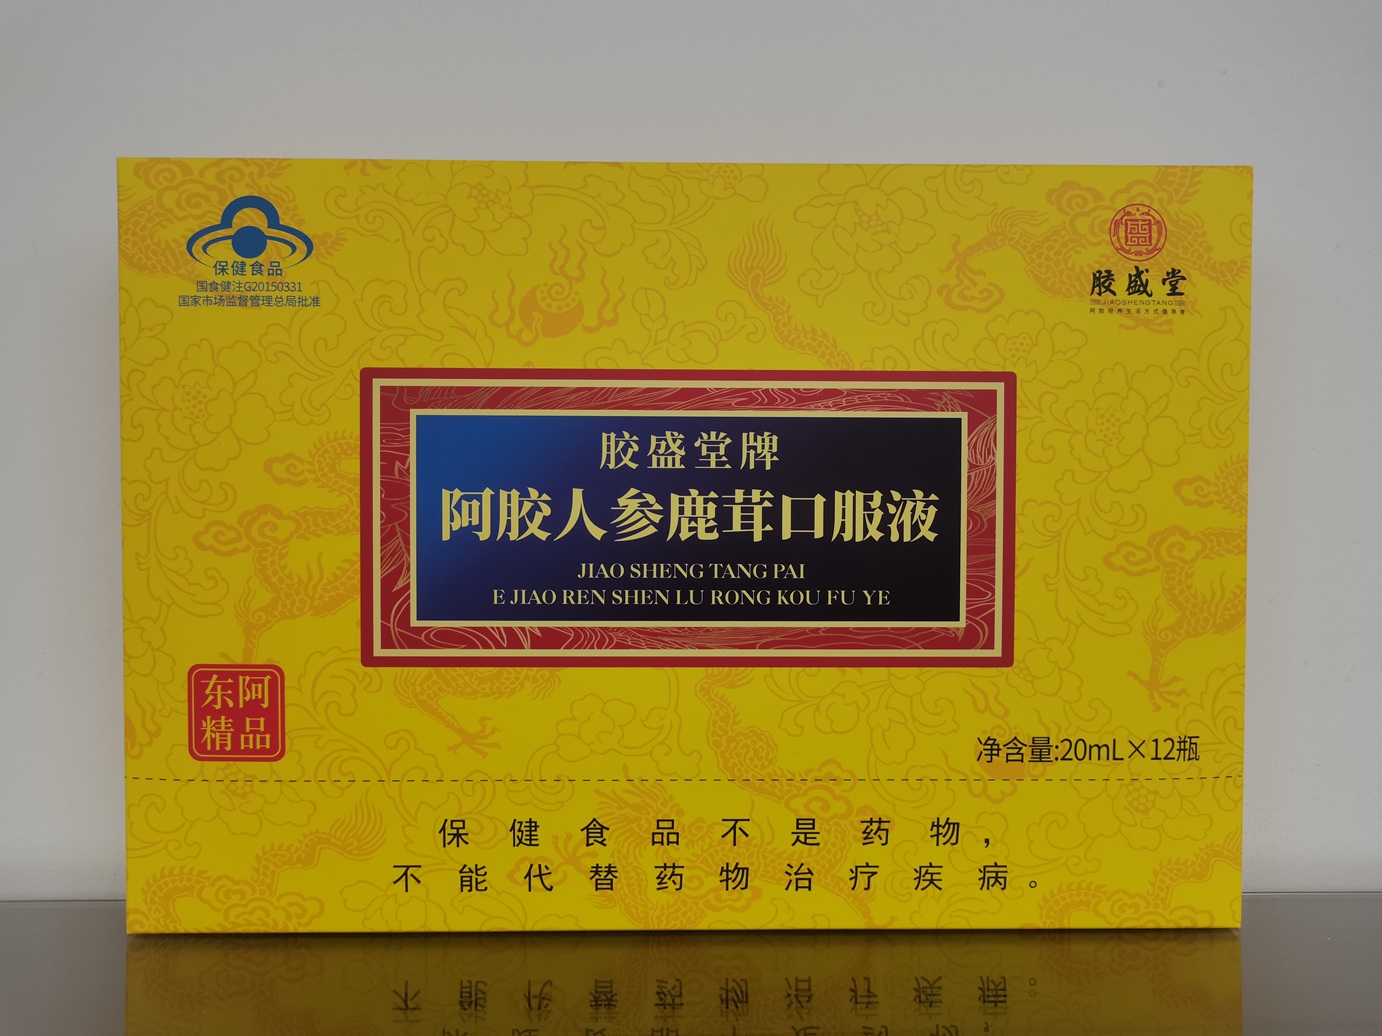 保健食品
国食健注G20150331
国家市场监督管理总局批准
胶盛堂
JIAOSHENGTANG
胶盛堂牌
阿胶人参鹿茸口服液
JIAO SHENG TANG PAI
E JIAO REN SHEN LU RONG KOU FU YE
东阿
精品
净含量:20mL×12瓶
保健食品不是药物，
不能代替药物治疗疾病。